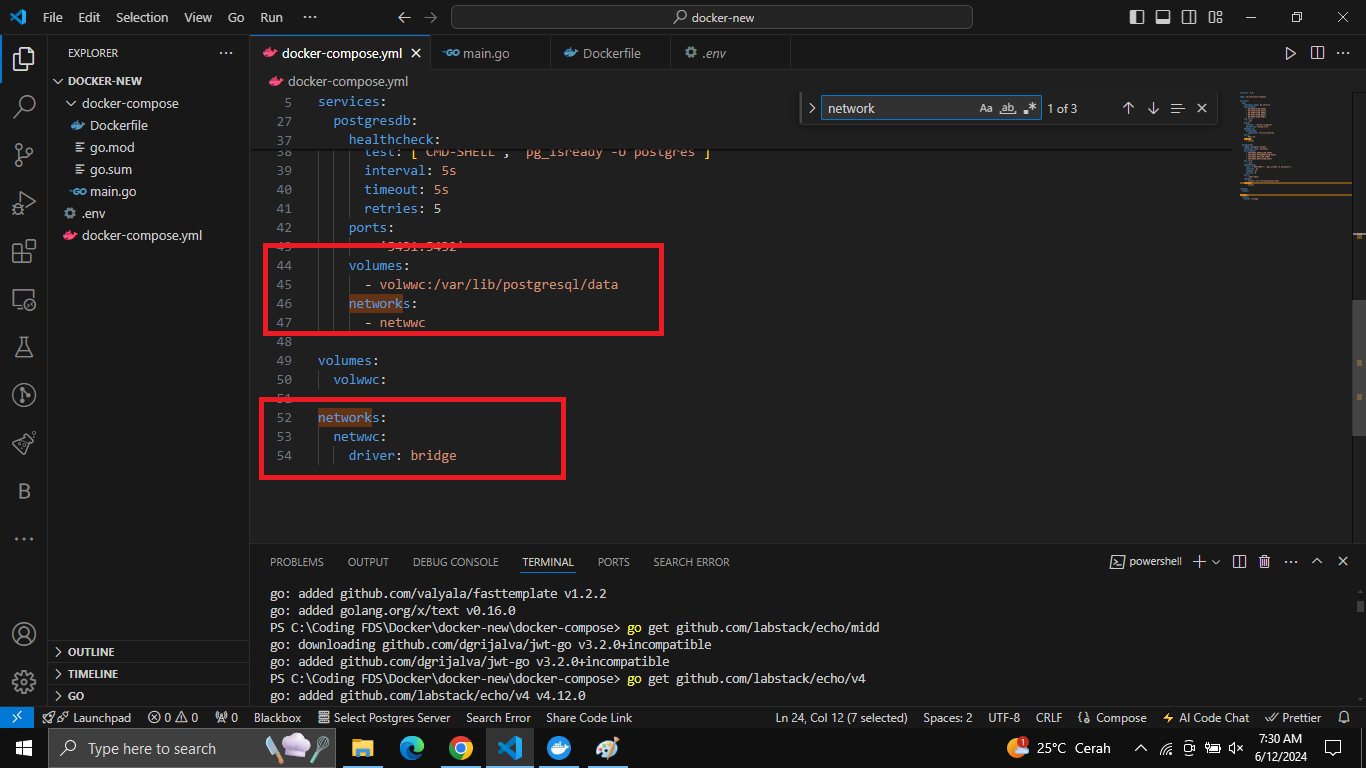 File Edit Selection View Go Run ··· docker-new
EXPLORER ···
DOCKER-NEW
docker-compose
Dockerfile
go.mod
go.sum
main.go
.env
docker-compose.yml
OUTLINE
TIMELINE
GO
docker-compose.yml main.go Dockerfile .env
docker-compose.yml
network Aa ab .* 1 of 3
5 services:
27 postgresdb:
37 healthcheck:
38 test: ["CMD-SHELL", "pg_isready -U postgres"]
39 interval: 5s
40 timeout: 5s
41 retries: 5
42 ports:
43 - '5431:5432'
44 volumes:
45 - volwwc:/var/lib/postgresql/data
46 networks:
47 - netwwc
48
49 volumes:
50 volwwc:
51
52 networks:
53 netwwc:
54 driver: bridge
PROBLEMS OUTPUT DEBUG CONSOLE TERMINAL PORTS SEARCH ERROR powershell
go: added github.com/valyala/fasttemplate v1.2.2
go: added golang.org/x/text v0.16.0
PS C:\Coding FDS\Docker\docker-new\docker-compose> go get github.com/labstack/echo/midd
go: downloading github.com/dgrijalva/jwt-go v3.2.0+incompatible
go: added github.com/dgrijalva/jwt-go v3.2.0+incompatible
PS C:\Coding FDS\Docker\docker-new\docker-compose> go get github.com/labstack/echo/v4
go: added github.com/labstack/echo/v4 v4.12.0
Launchpad 0 0 0 Blackbox Select Postgres Server Search Error Share Code Link Ln 24, Col 12 (7 selected) Spaces: 2 UTF-8 CRLF Compose AI Code Chat Prettier
Type here to search 1 25°C Cerah 7:30 AM
6/12/2024